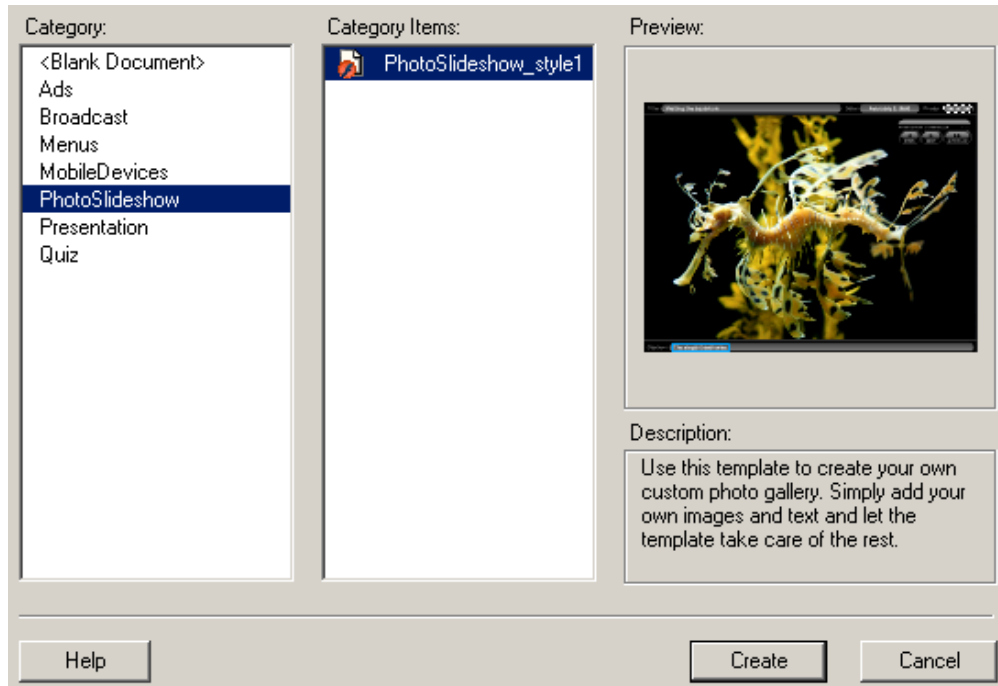 Category:
<Blank Document>
Ads
Broadcast
Menus
MobileDevices
PhotoSlideshow
Presentation
Quiz
Category Items:
PhotoSlideshow_style1
Preview:
Description:
Use this template to create your own
custom photo gallery. Simply add your
own images and text and let the
template take care of the rest.
Help
Create
Cancel